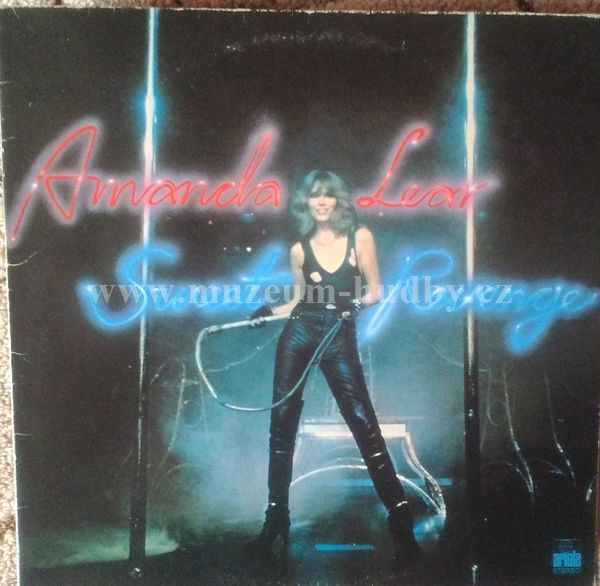 Amanda Lear
Sweet Revenge
www.muzeum-hudby.cz
ariola
STEREO